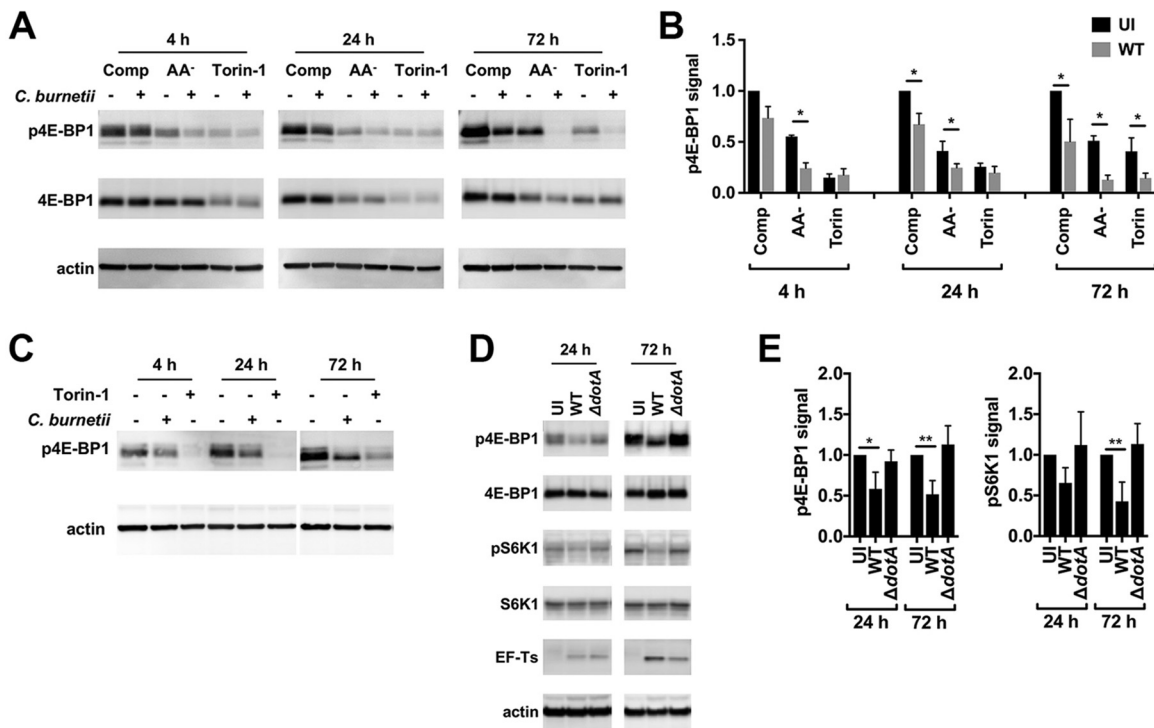 A
4 h 24 h 72 h
Comp AA- Torin-1 Comp AA- Torin-1 Comp AA- Torin-1
C. burnetii - + - + - + - + - + - + - + - + - +
p4E-BP1
4E-BP1
actin
B
UI
WT
p4E-BP1 signal
1.5
1.0
0.5
0.0
* * * * * *
Comp AA- Torin Comp AA- Torin Comp AA- Torin
4 h 24 h 72 h
C
4 h 24 h 72 h
Torin-1 - - + - - + - - +
C. burnetii - + - - + - - + -
p4E-BP1
actin
D
24 h 72 h
UI WT ΔdotA UI WT ΔdotA
p4E-BP1
4E-BP1
pS6K1
S6K1
EF-Ts
actin
E
p4E-BP1 signal
2.0
1.5
1.0
0.5
0.0
* **
UI WT ΔdotA UI WT ΔdotA
24 h 72 h
pS6K1 signal
2.0
1.5
1.0
0.5
0.0
**
UI WT ΔdotA UI WT ΔdotA
24 h 72 h